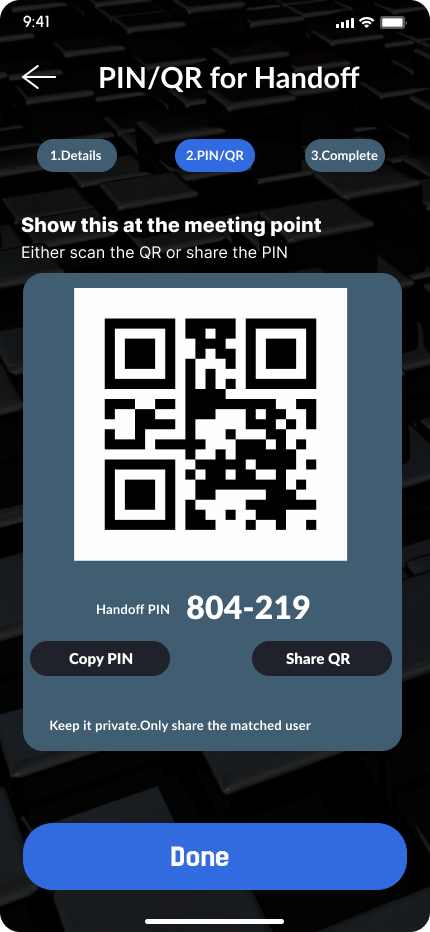 9:41
PIN/QR for Handoff
1.Details
2.PIN/QR
3.Complete
Show this at the meeting point
Either scan the QR or share the PIN
Handoff PIN 804-219
Copy PIN
Share QR
Keep it private.Only share the matched user
Done